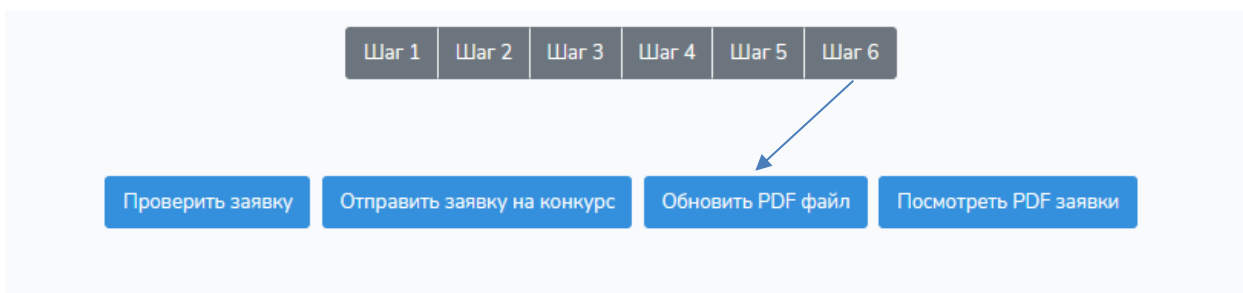 Шаг 1 Шаг 2 Шаг 3 Шаг 4 Шаг 5 Шаг 6
Проверить заявку Отправить заявку на конкурс Обновить PDF файл Посмотреть PDF заявки